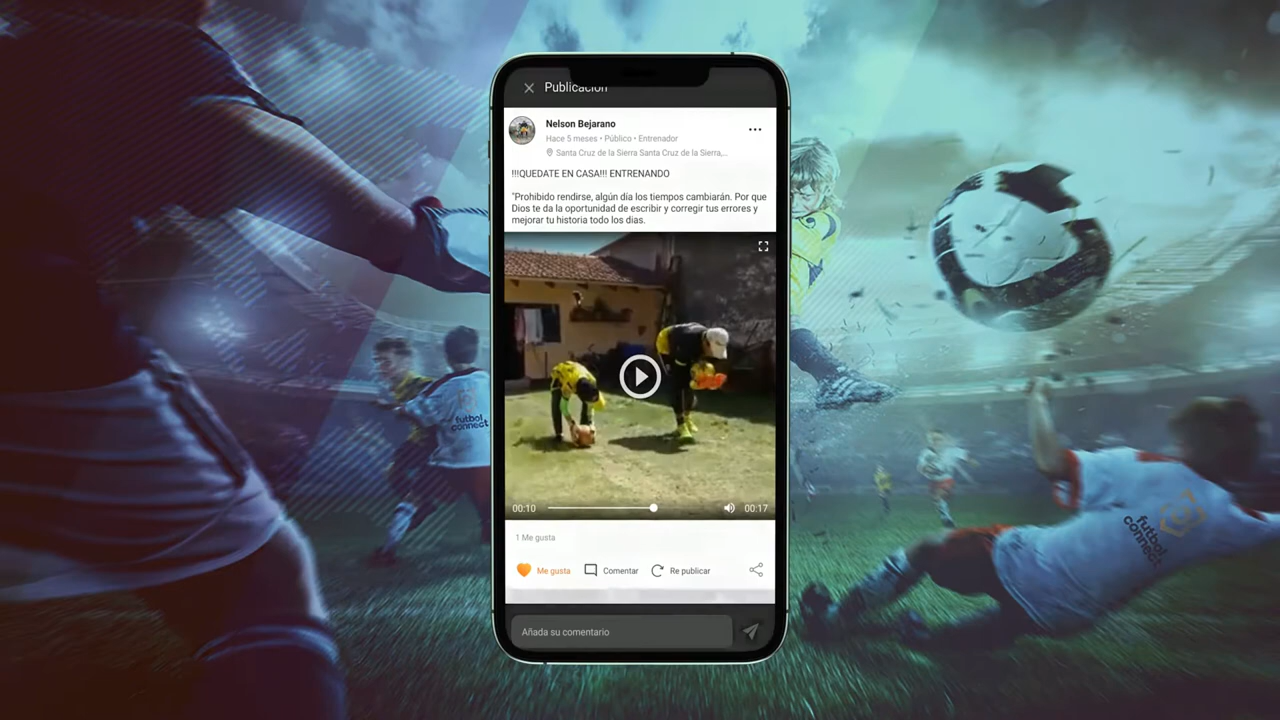 Publicación
Nelson Bejarano
Hace 5 meses • Público • Entrenador
Santa Cruz de la Sierra Santa Cruz de la Sierra,...
!!!QUEDATE EN CASA!!! ENTRENANDO
"Prohibido rendirse, algún día los tiempos cambiarán. Por que
Dios te da la oportunidad de escribir y corregir tus errores y
mejorar tu historia todo los dias.
00:10
00:17
1 Me gusta
Me gusta
Comentar
Re publicar
Añada su comentario
futbol
connect
futbol
connect